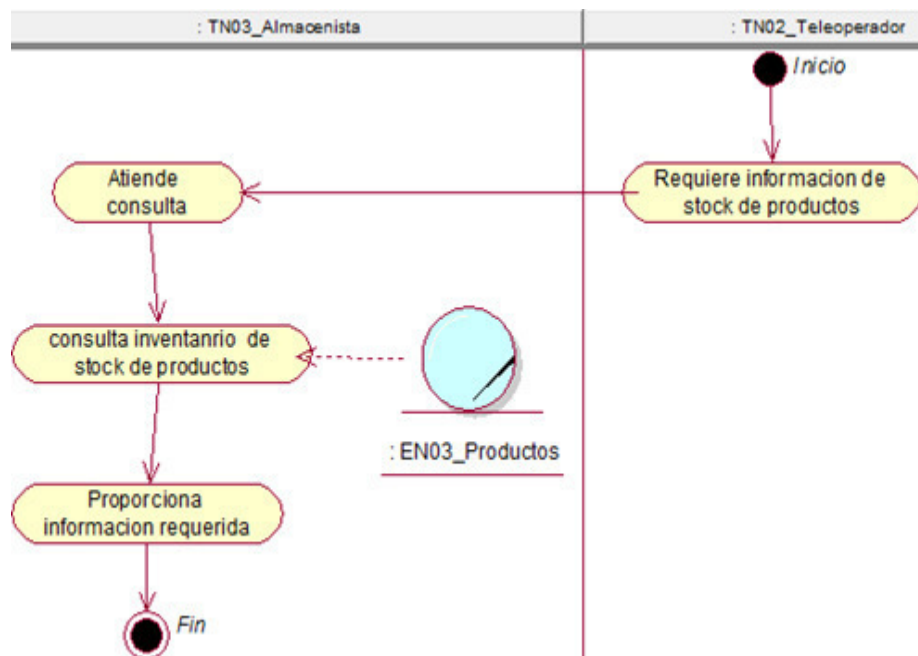 : TN03_Almacenista
: TN02_Teleoperador
Inicio
Atiende
consulta
Requiere informacion de
stock de productos
consulta inventanrio de
stock de productos
: EN03_Productos
Proporciona
informacion requerida
Fin